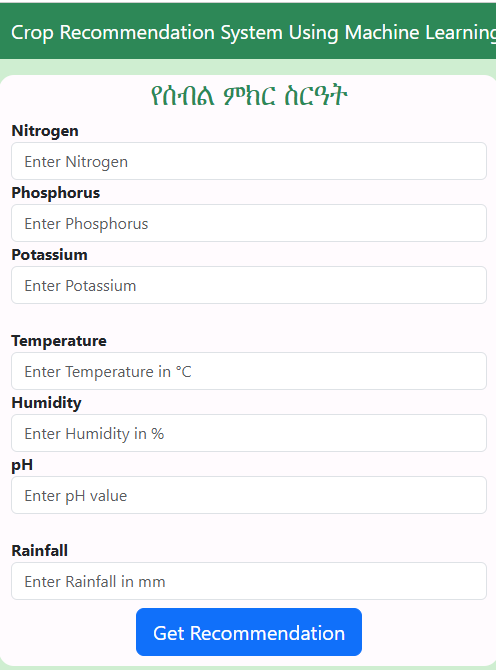 Crop Recommendation System Using Machine Learning
የሰብል ምክር ስርዓት
Nitrogen
Enter Nitrogen
Phosphorus
Enter Phosphorus
Potassium
Enter Potassium
Temperature
Enter Temperature in °C
Humidity
Enter Humidity in %
pH
Enter pH value
Rainfall
Enter Rainfall in mm
Get Recommendation